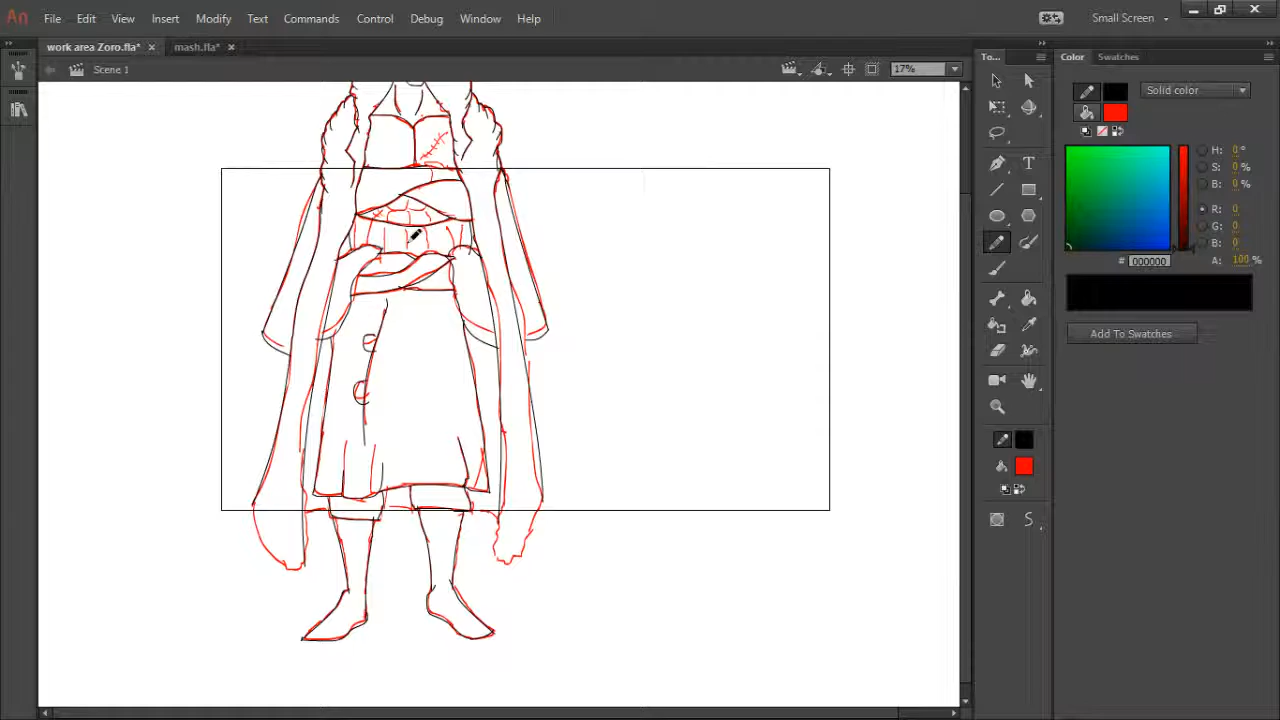 An File Edit View Insert Modify Text Commands Control Debug Window Help Small Screen
work area Zoro.fla* × mash.fla* ×
Scene 1
17%
To...
T
S
Color Swatches
Solid color
H: 0 °
S: 0 %
B: 0 %
R: 0
G: 0
B: 0
# 000000 A: 100 %
Add To Swatches